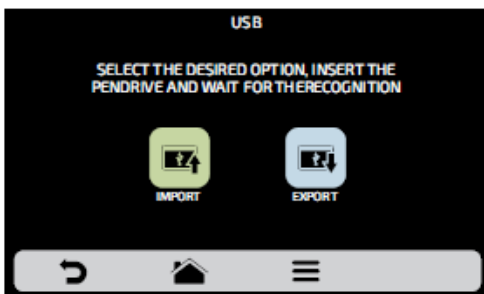 USB
SELECT THE DESIRED OPTION, INSERT THE
PENDRIVE AND WAIT FOR THERECOGNITION
IMPORT
EXPORT